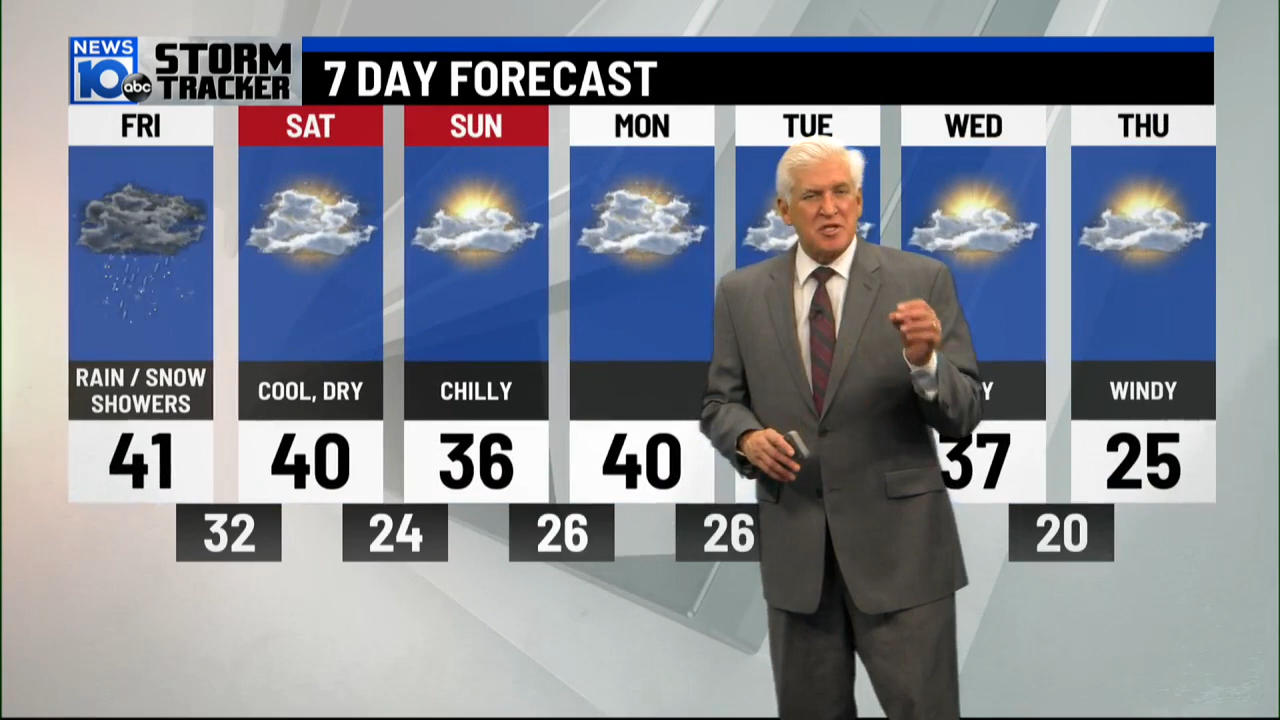 NEWS
10
abc
STORM
TRACKER
7 DAY FORECAST
FRI
SAT
SUN
MON
TUE
WED
THU
RAIN / SNOW
SHOWERS
COOL, DRY
CHILLY
WINDY
41
40
36
40
37
25
32
24
26
26
20